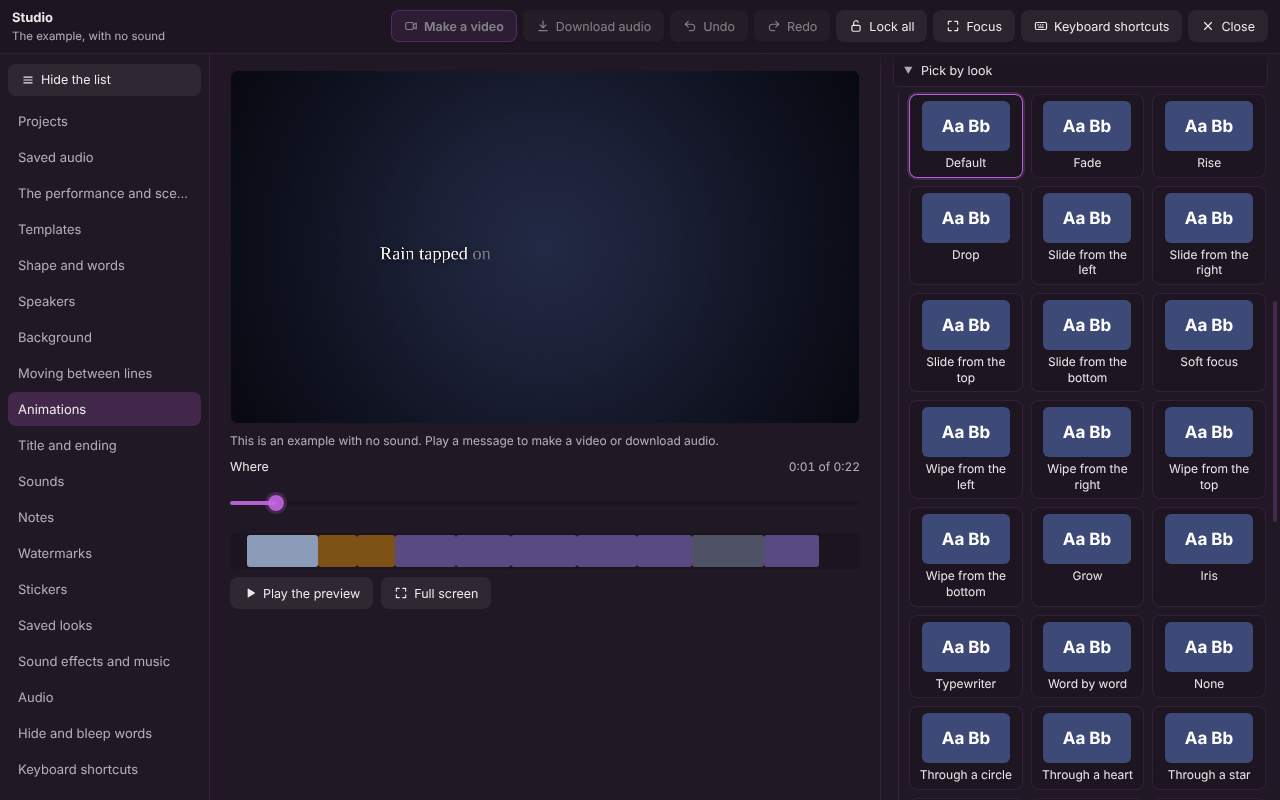 Studio
The example, with no sound
Make a video
Download audio
Undo
Redo
Lock all
Focus
Keyboard shortcuts
Close
Hide the list
Projects
Saved audio
The performance and sce...
Templates
Shape and words
Speakers
Background
Moving between lines
Animations
Title and ending
Sounds
Notes
Watermarks
Stickers
Saved looks
Sound effects and music
Audio
Hide and bleep words
Keyboard shortcuts
Rain tapped on
This is an example with no sound. Play a message to make a video or download audio.
Where
0:01 of 0:22
Play the preview
Full screen
Pick by look
Aa Bb
Default
Aa Bb
Fade
Aa Bb
Rise
Aa Bb
Drop
Aa Bb
Slide from the
left
Aa Bb
Slide from the
right
Aa Bb
Slide from the
top
Aa Bb
Slide from the
bottom
Aa Bb
Soft focus
Aa Bb
Wipe from the
left
Aa Bb
Wipe from the
right
Aa Bb
Wipe from the
top
Aa Bb
Wipe from the
bottom
Aa Bb
Grow
Aa Bb
Iris
Aa Bb
Typewriter
Aa Bb
Word by word
Aa Bb
None
Aa Bb
Through a circle
Aa Bb
Through a heart
Aa Bb
Through a star